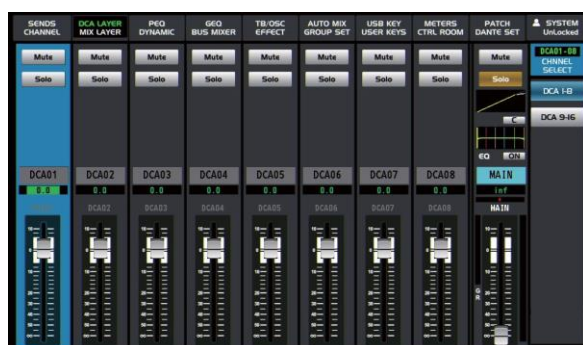 SENDS DCA LAYER PEQ GEQ TB/OSC AUTO MIX USB KEY METERS PATCH SYSTEM
CHANNEL MIX LAYER DYNAMIC BUS MIXER EFFECT GROUP SET USER KEYS CTRL ROOM DANTE SET UnLocked
Mute Mute Mute Mute Mute Mute Mute Mute Mute DCA01-08
CHNNEL
SELECT
Solo Solo Solo Solo Solo Solo Solo Solo Solo
DCA 1-8
C DCA 9-16
EQ ON
DCA01 DCA02 DCA03 DCA04 DCA05 DCA06 DCA07 DCA08 MAIN
0.0 0.0 0.0 0.0 0.0 0.0 0.0 0.0 inf
DCA02 DCA03 DCA04 DCA05 DCA06 DCA07 DCA08 MAIN